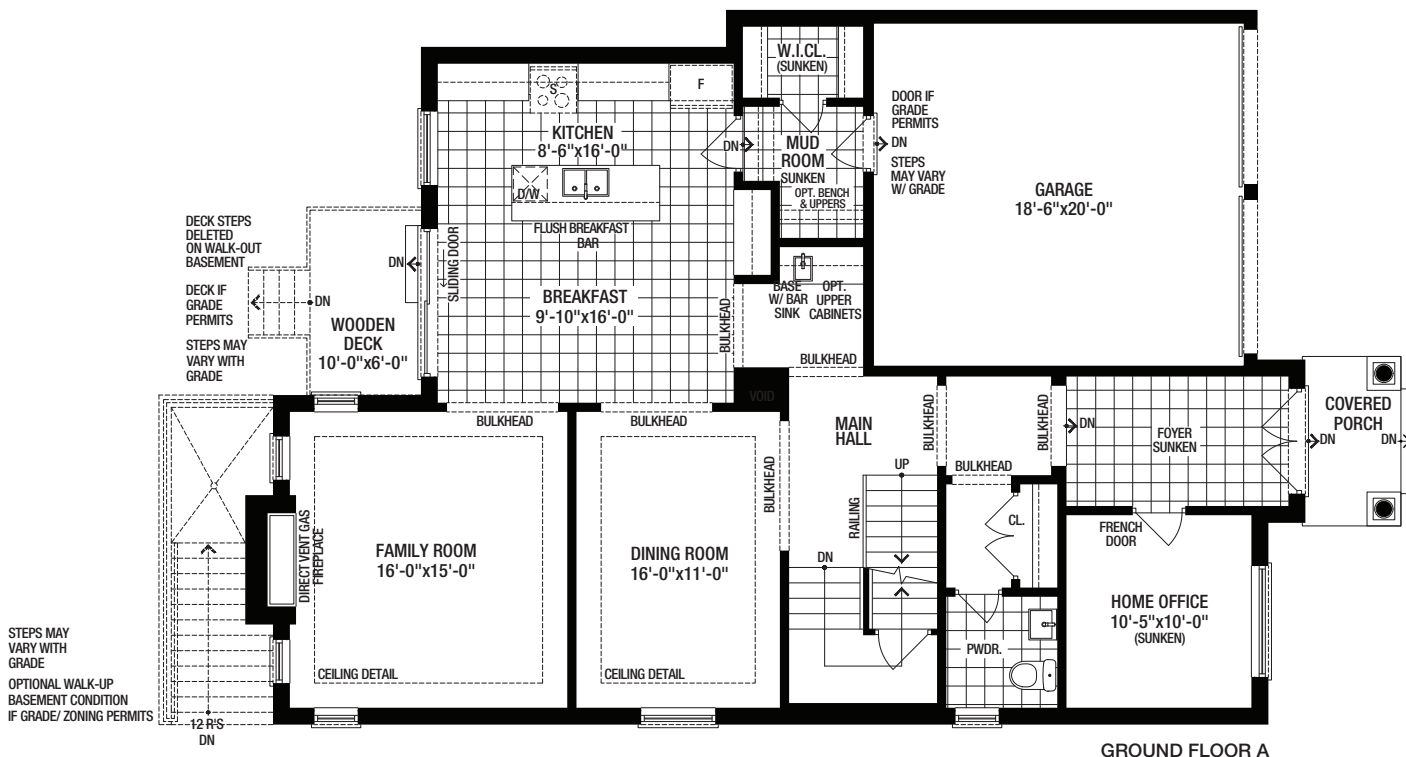 W.I.CL.
(SUNKEN)
S
F
KITCHEN
8'-6"x16'-0"
D/W
FLUSH BREAKFAST
BAR
DN
MUD
ROOM
SUNKEN
OPT. BENCH
& UPPERS
DOOR IF
GRADE
PERMITS
DN
STEPS
MAY VARY
W/ GRADE
GARAGE
18'-6"x20'-0"
DECK STEPS
DELETED
ON WALK-OUT
BASEMENT
DECK IF
GRADE
PERMITS
STEPS MAY
VARY WITH
GRADE
DN
WOODEN
DECK
10'-0"x6'-0"
DN
SLIDING DOOR
BREAKFAST
9'-10"x16'-0"
BULKHEAD
BASE
W/ BAR
SINK
OPT.
UPPER
CABINETS
BULKHEAD
VOID
BULKHEAD
BULKHEAD
MAIN
HALL
BULKHEAD
BULKHEAD
BULKHEAD
BULKHEAD
DN
FOYER
SUNKEN
DN
COVERED
PORCH
DN
UP
RAILING
DN
CL.
FRENCH
DOOR
DIRECT VENT GAS
FIREPLACE
FAMILY ROOM
16'-0"x15'-0"
CEILING DETAIL
DINING ROOM
16'-0"x11'-0"
CEILING DETAIL
PWDR.
HOME OFFICE
10'-5"x10'-0"
(SUNKEN)
STEPS MAY
VARY WITH
GRADE
OPTIONAL WALK-UP
BASEMENT CONDITION
IF GRADE/ ZONING PERMITS
12 R'S
DN
GROUND FLOOR A